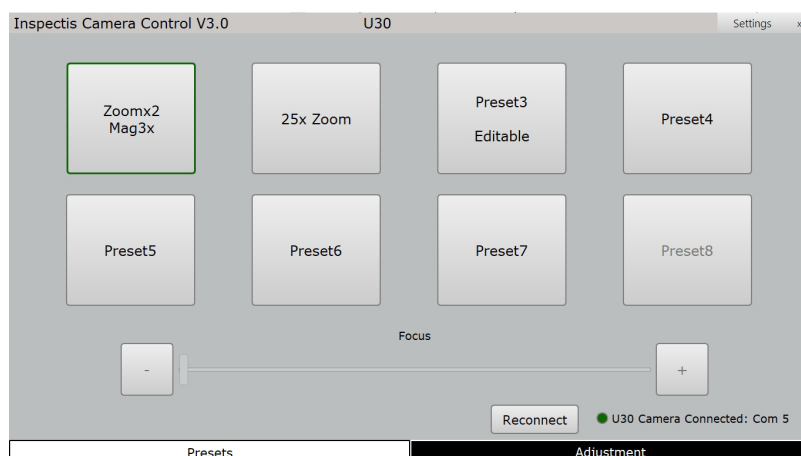 Inspectis Camera Control V3.0 U30 Settings x
Zoomx2
Mag3x
25x Zoom
Preset3
Editable
Preset4
Preset5
Preset6
Preset7
Preset8
Focus
-
+
Reconnect
U30 Camera Connected: Com 5
Presets
Adjustment